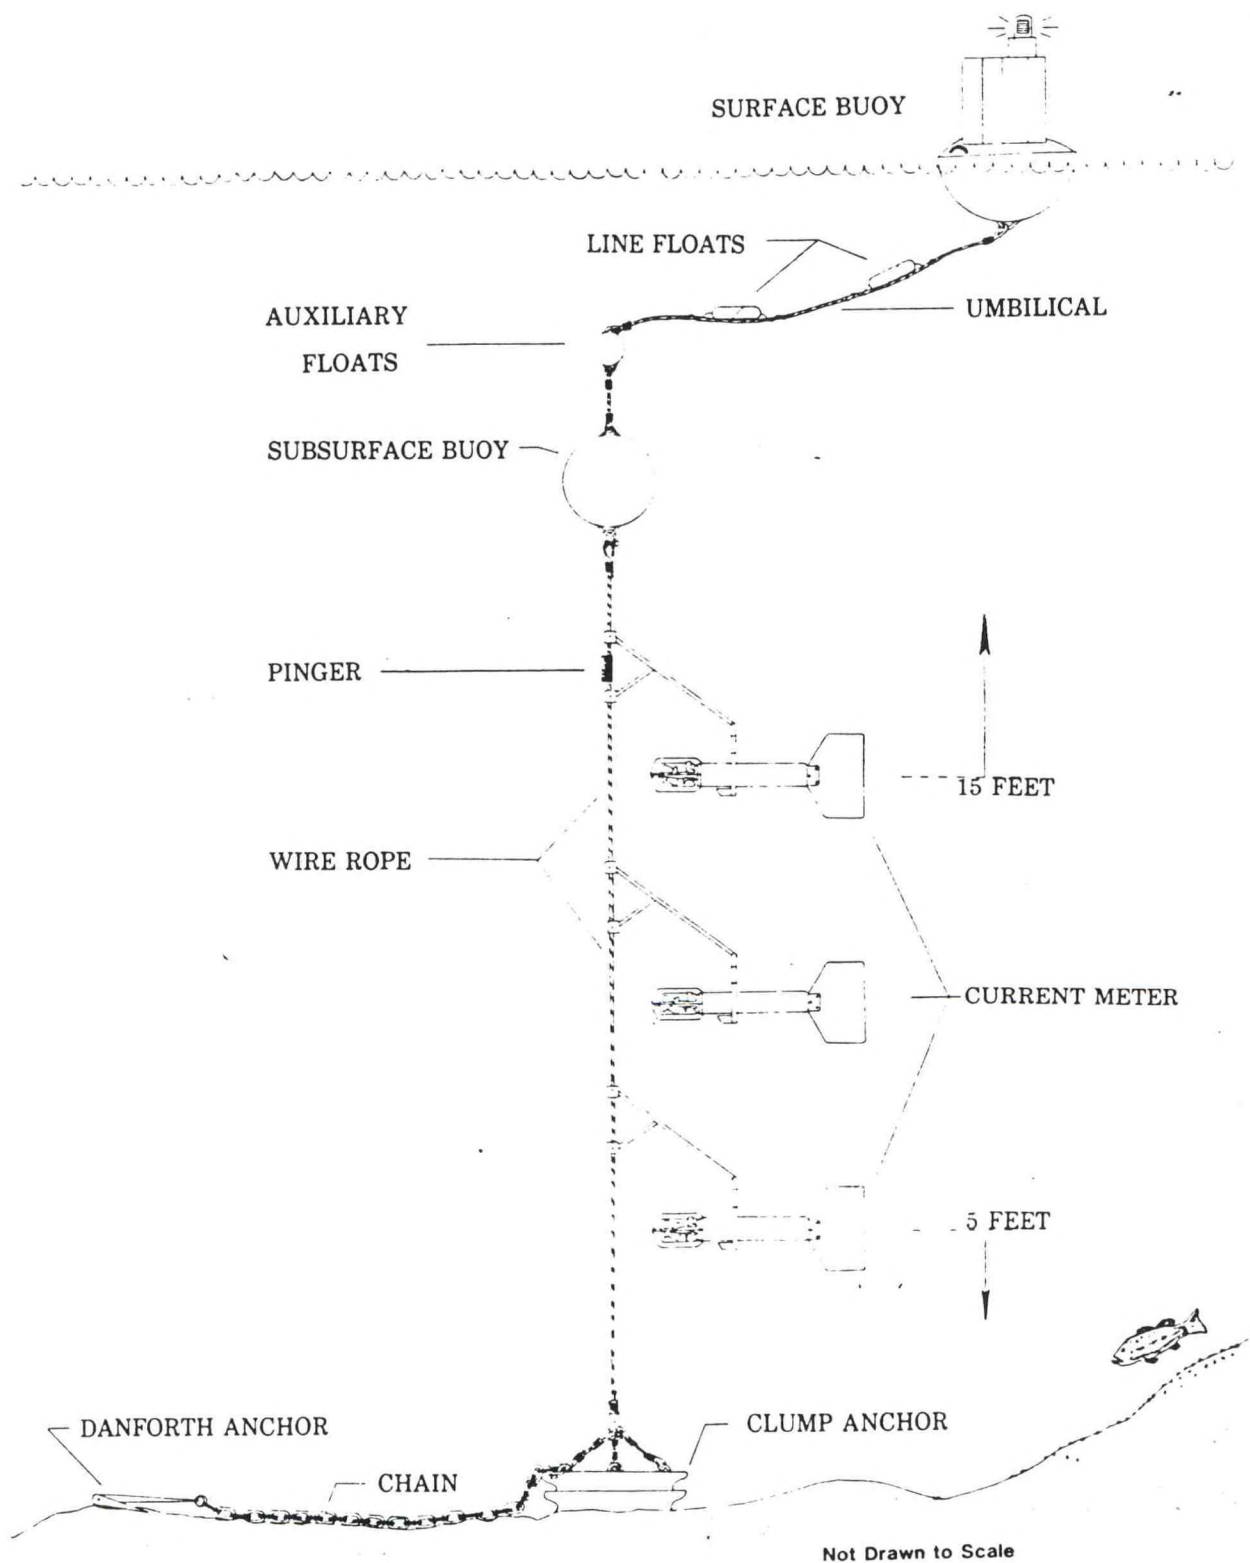 SURFACE BUOY
LINE FLOATS
UMBILICAL
AUXILIARY
FLOATS
SUBSURFACE BUOY
PINGER
15 FEET
WIRE ROPE
CURRENT METER
5 FEET
DANFORTH ANCHOR
CLUMP ANCHOR
CHAIN
Not Drawn to Scale